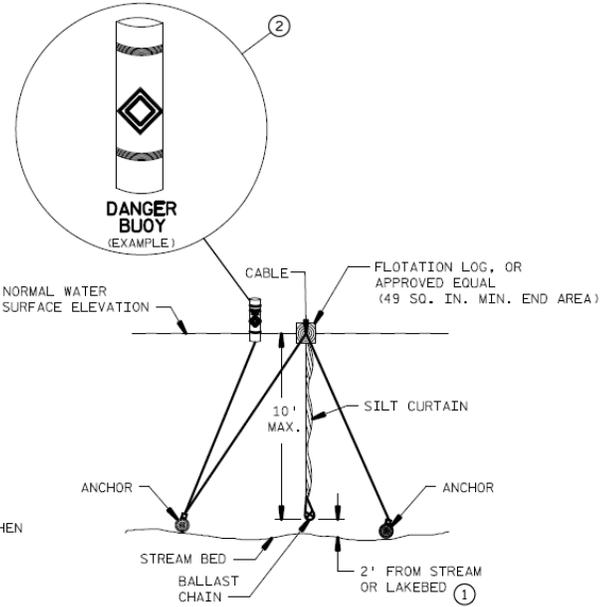 2
DANGER
BUOY
(EXAMPLE)
CABLE
FLOTATION LOG, OR
APPROVED EQUAL
(49 SQ. IN. MIN. END AREA)
NORMAL WATER
SURFACE ELEVATION
10'
MAX.
SILT CURTAIN
ANCHOR
ANCHOR
HEN
STREAM BED
BALLAST
CHAIN
2' FROM STREAM
OR LAKEBED
1